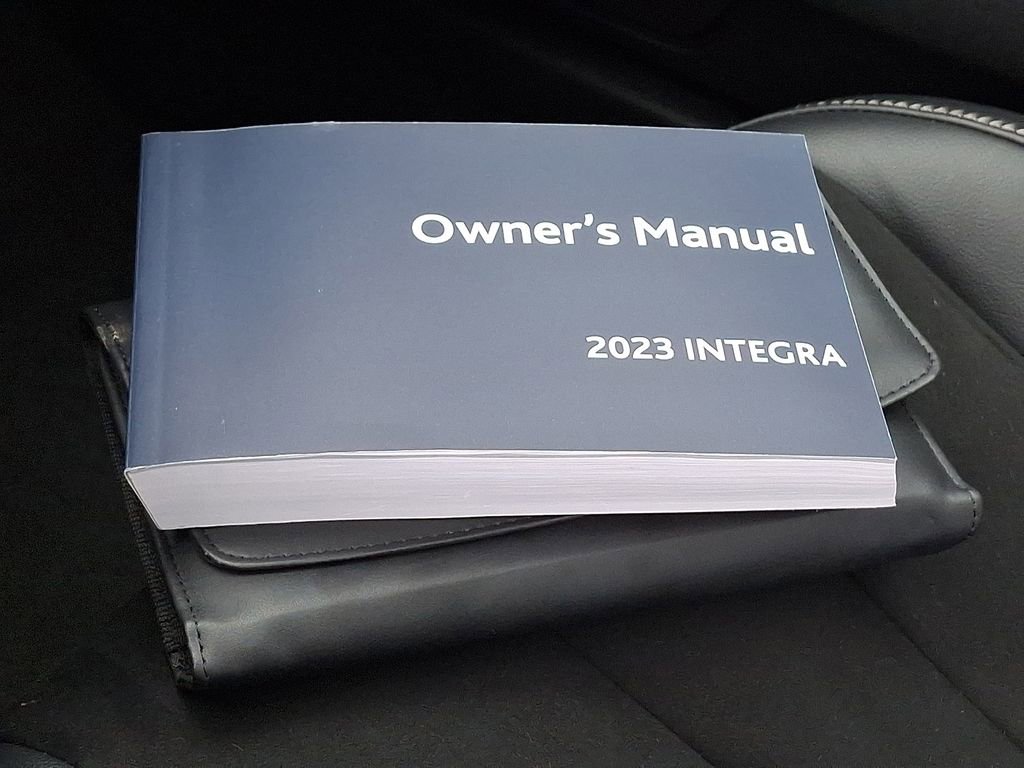 Owner’s Manual
2023 INTEGRA